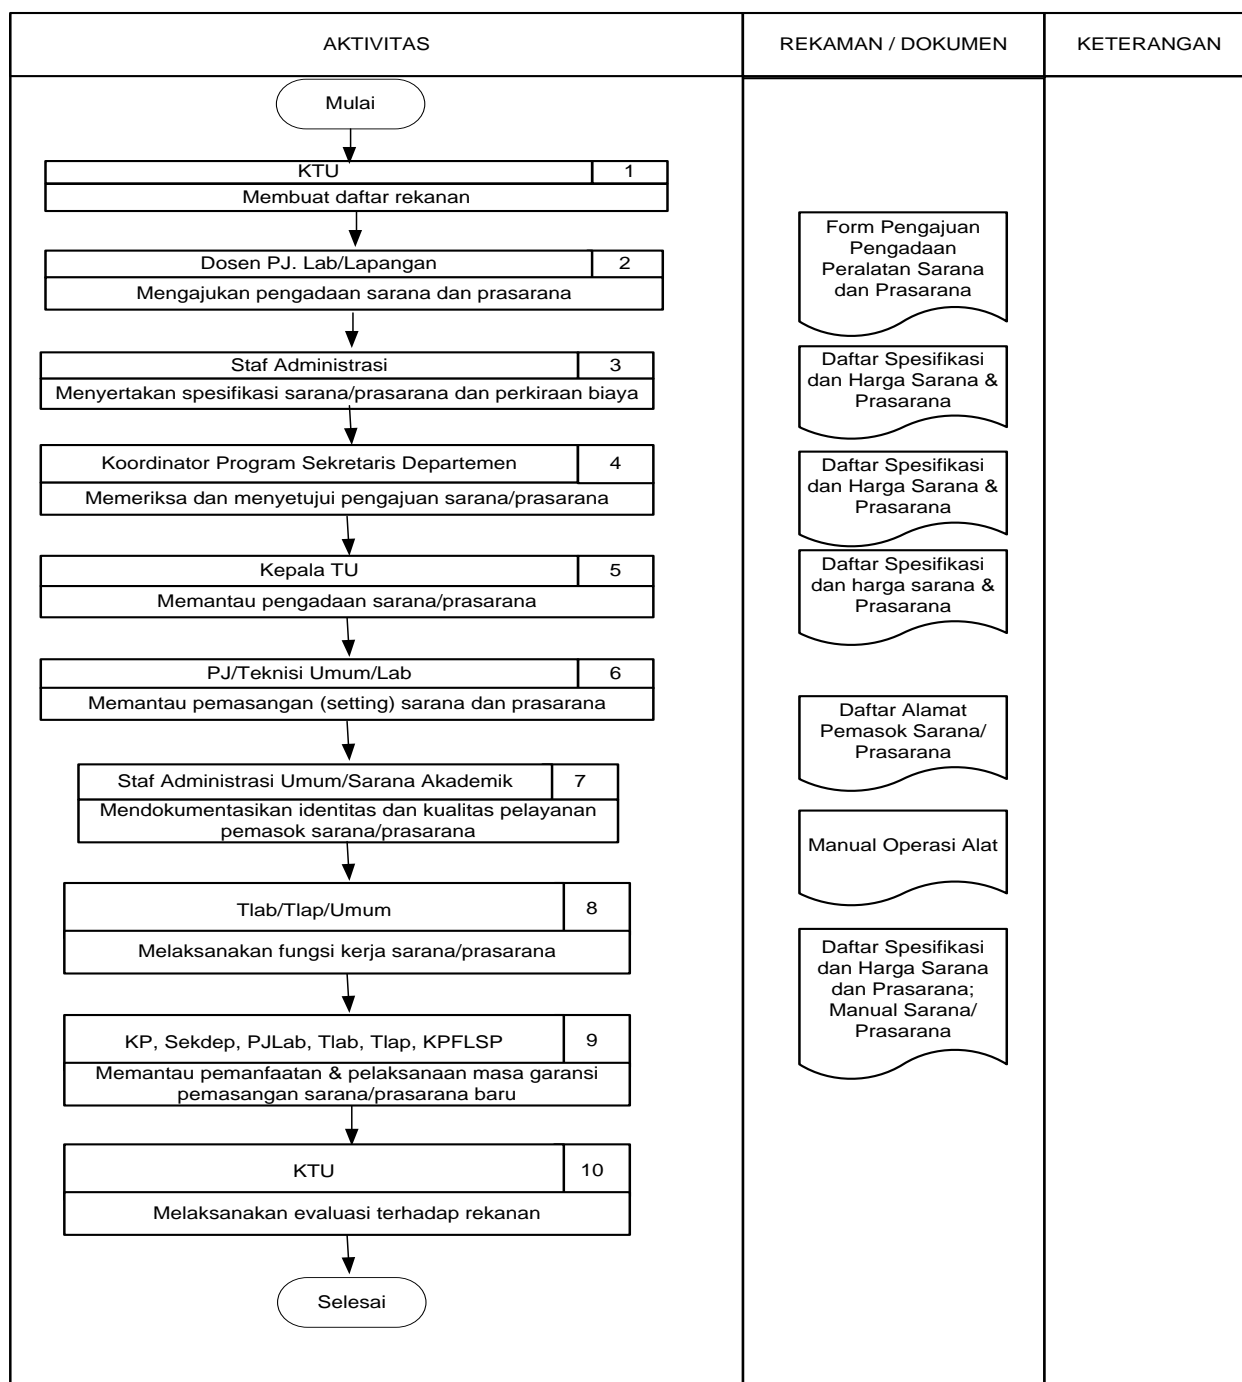 AKTIVITAS
REKAMAN / DOKUMEN
KETERANGAN
Mulai
KTU
1
Membuat daftar rekanan
Dosen PJ. Lab/Lapangan
2
Mengajukan pengadaan sarana dan prasarana
Staf Administrasi
3
Menyertakan spesifikasi sarana/prasarana dan perkiraan biaya
Koordinator Program Sekretaris Departemen
4
Memeriksa dan menyetujui pengajuan sarana/prasarana
Kepala TU
5
Memantau pengadaan sarana/prasarana
PJ/Teknisi Umum/Lab
6
Memantau pemasangan (setting) sarana dan prasarana
Staf Administrasi Umum/Sarana Akademik
7
Mendokumentasikan identitas dan kualitas pelayanan
pemasok sarana/prasarana
Tlab/Tlap/Umum
8
Melaksanakan fungsi kerja sarana/prasarana
KP, Sekdep, PJLab, Tlab, Tlap, KPFLSP
9
Memantau pemanfaatan & pelaksanaan masa garansi
pemasangan sarana/prasarana baru
KTU
10
Melaksanakan evaluasi terhadap rekanan
Selesai
Form Pengajuan
Pengadaan
Peralatan Sarana
dan Prasarana
Daftar Spesifikasi
dan Harga Sarana &
Prasarana
Daftar Spesifikasi
dan Harga Sarana &
Prasarana
Daftar Spesifikasi
dan harga sarana &
Prasarana
Daftar Alamat
Pemasok Sarana/
Prasarana
Manual Operasi Alat
Daftar Spesifikasi
dan Harga Sarana
dan Prasarana;
Manual Sarana/
Prasarana